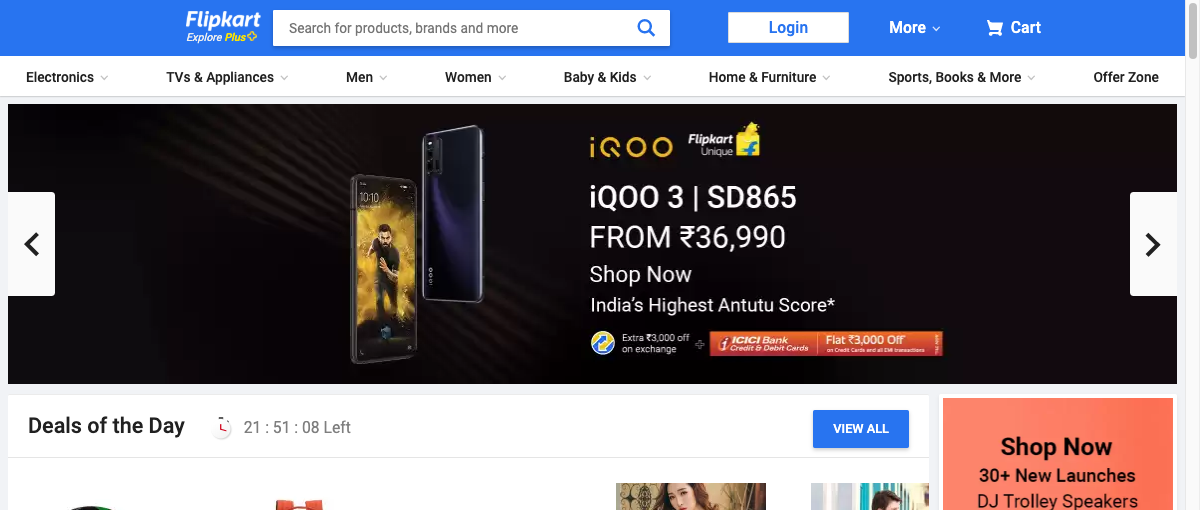 Flipkart
Explore Plus
Search for products, brands and more
Login
More
Cart
Electronics
TVs & Appliances
Men
Women
Baby & Kids
Home & Furniture
Sports, Books & More
Offer Zone
iQOO
Flipkart
Unique
iQOO 3 | SD865
FROM ₹36,990
Shop Now
India's Highest Antutu Score*
Extra ₹3,000 off
on exchange
+
ICICI Bank
Credit & Debit Cards
Flat ₹3,000 Off
on Credit Cards and all EMI transactions
10:10
iQOO
Deals of the Day
21 : 51 : 08 Left
VIEW ALL
Shop Now
30+ New Launches
DJ Trolley Speakers